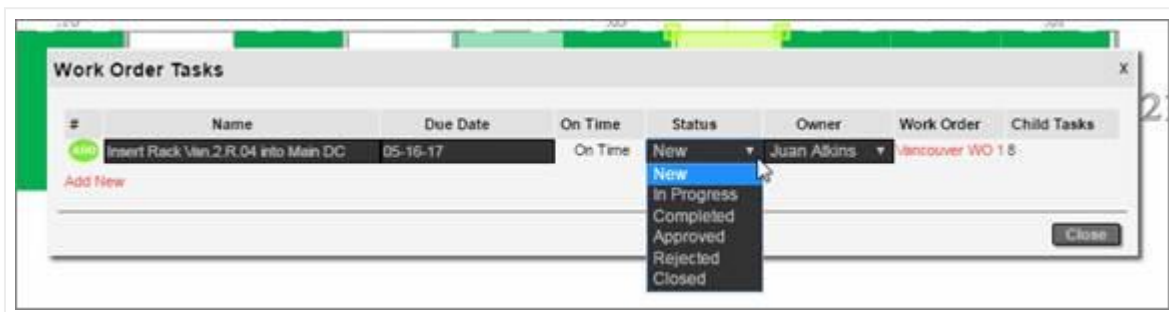 Work Order Tasks X
# Name Due Date On Time Status Owner Work Order Child Tasks
Insert Rack Van.2.R.04 into Main DC 05-16-17 On Time New Juan Atkins Vancouver WO 1 8
Add New
New
In Progress
Completed
Approved
Rejected
Closed
Close